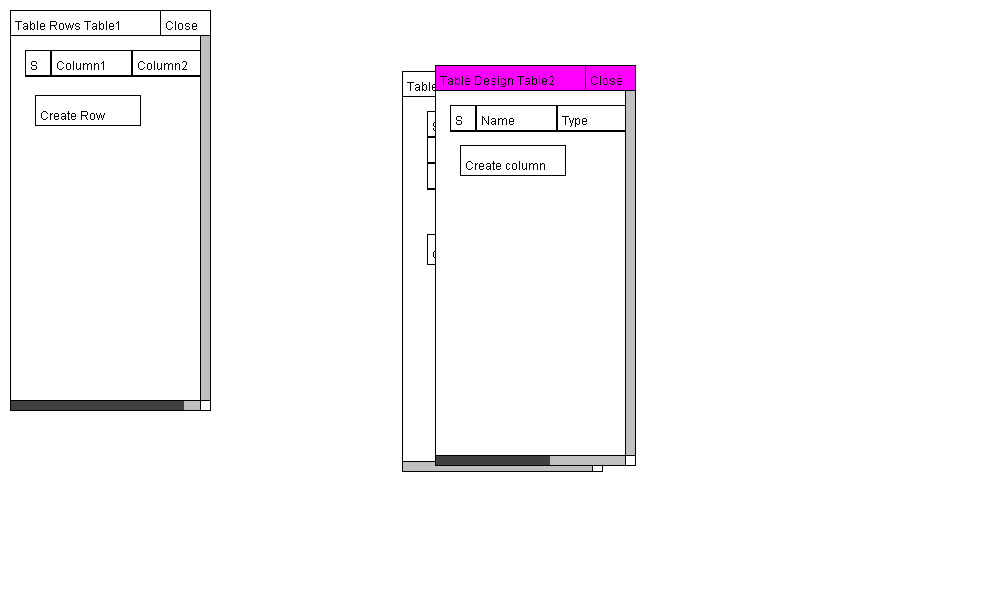 Table Rows Table1 Close
S Column1 Column2
Create Row
Table
Table Design Table2 Close
S Name Type
Create column